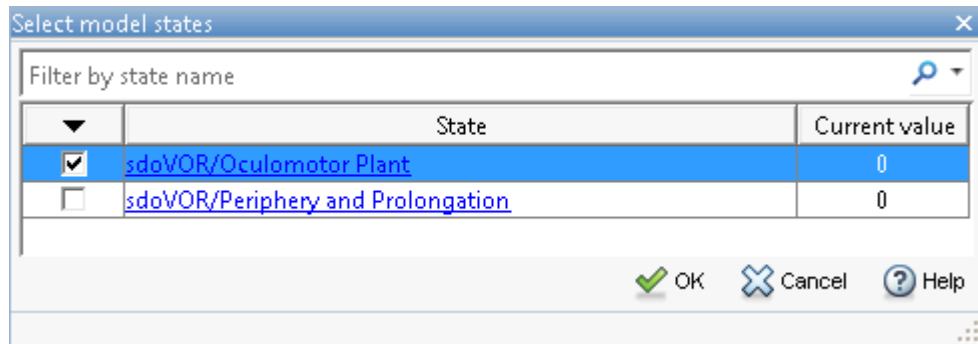 Select model states
Filter by state name
State Current value
sdoVOR/Oculomotor Plant 0
sdoVOR/Periphery and Prolongation 0
OK Cancel Help